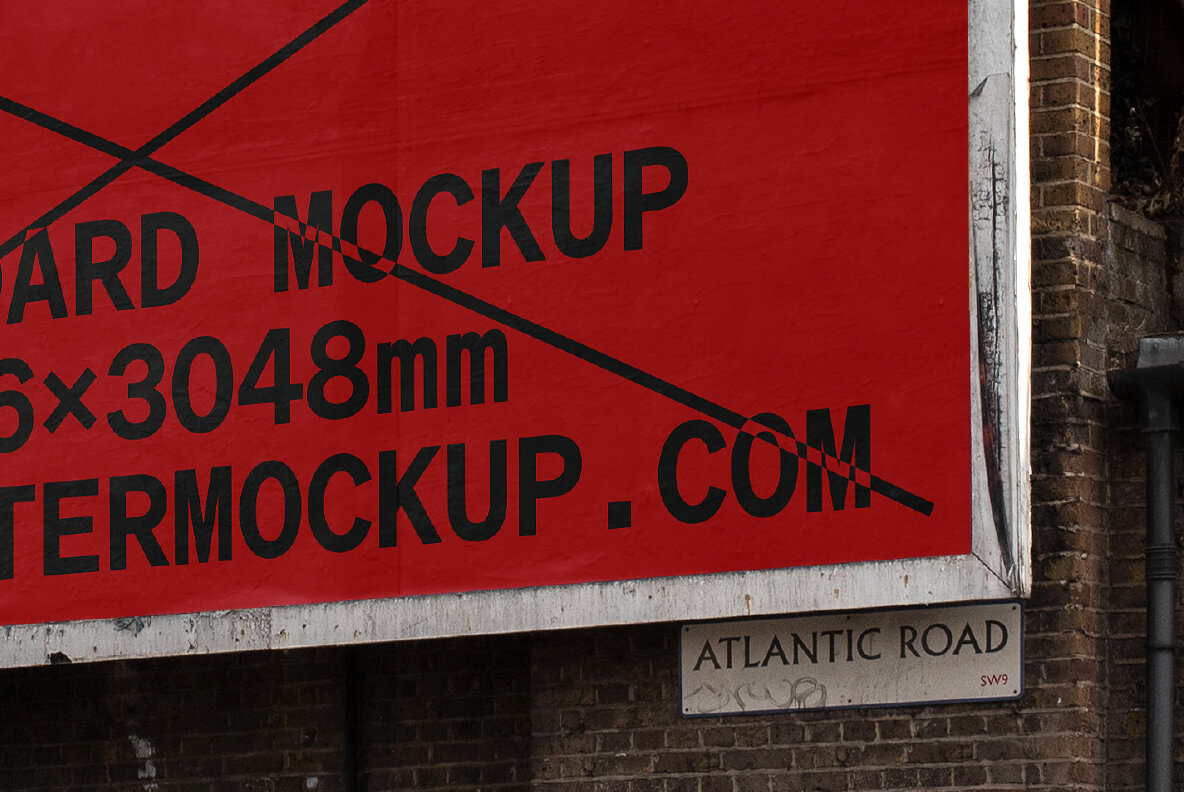 ARD MOCKUP
6×3048mm
TERMOCKUP.COM
ATLANTIC ROAD
SW9